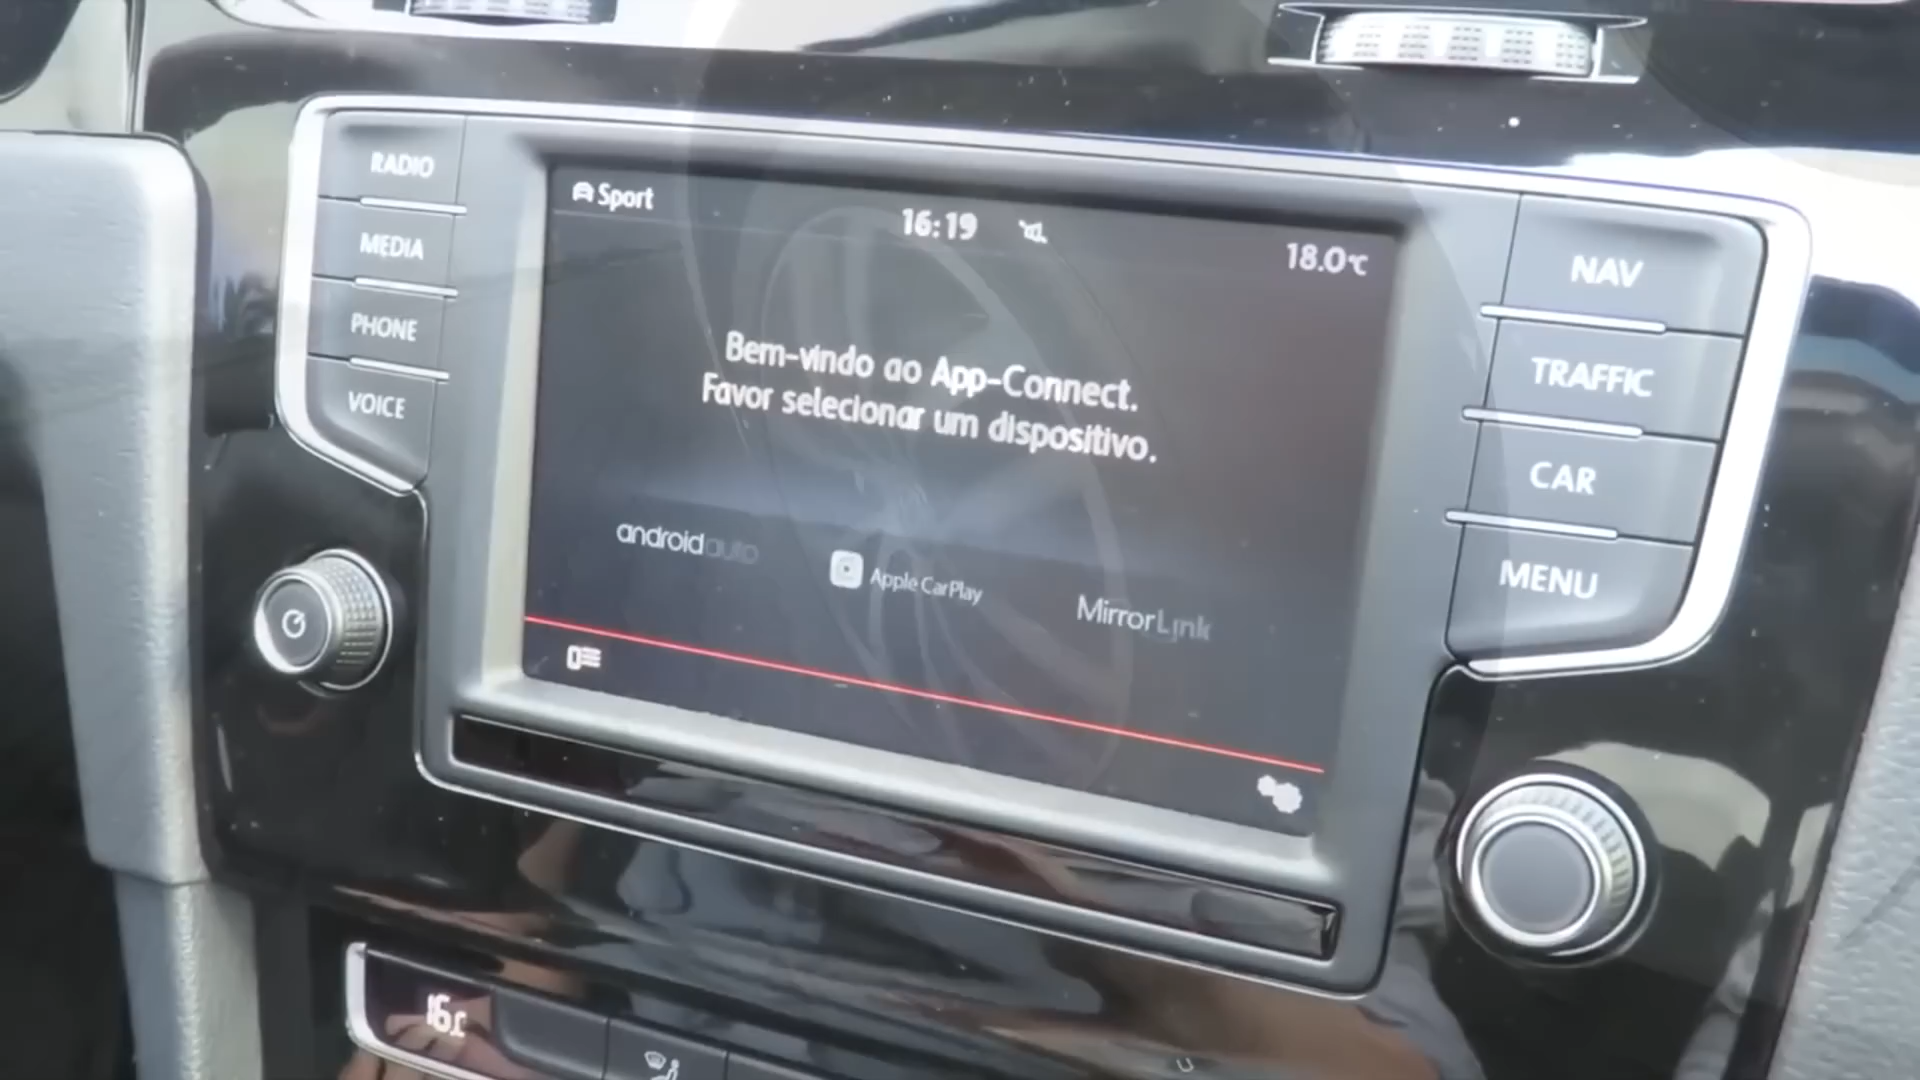 RADIO
MEDIA
PHONE
VOICE
Sport
16:19
18.0°C
Bem-vindo ao App-Connect.
Favor selecionar um dispositivo.
androidauto
Apple CarPlay
MirrorLink
NAV
TRAFFIC
CAR
MENU